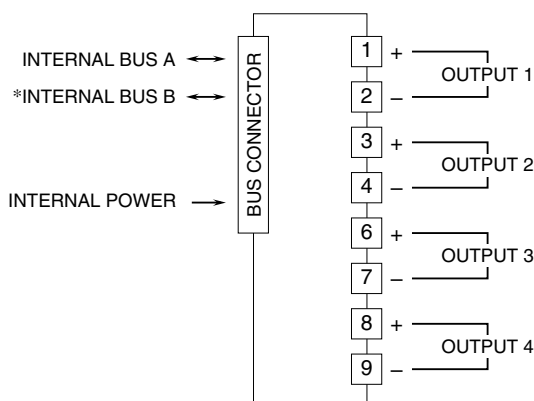 INTERNAL BUS A
*INTERNAL BUS B
INTERNAL POWER
BUS CONNECTOR
1 +
OUTPUT 1
2 –
3 +
OUTPUT 2
4 –
6 +
OUTPUT 3
7 –
8 +
OUTPUT 4
9 –